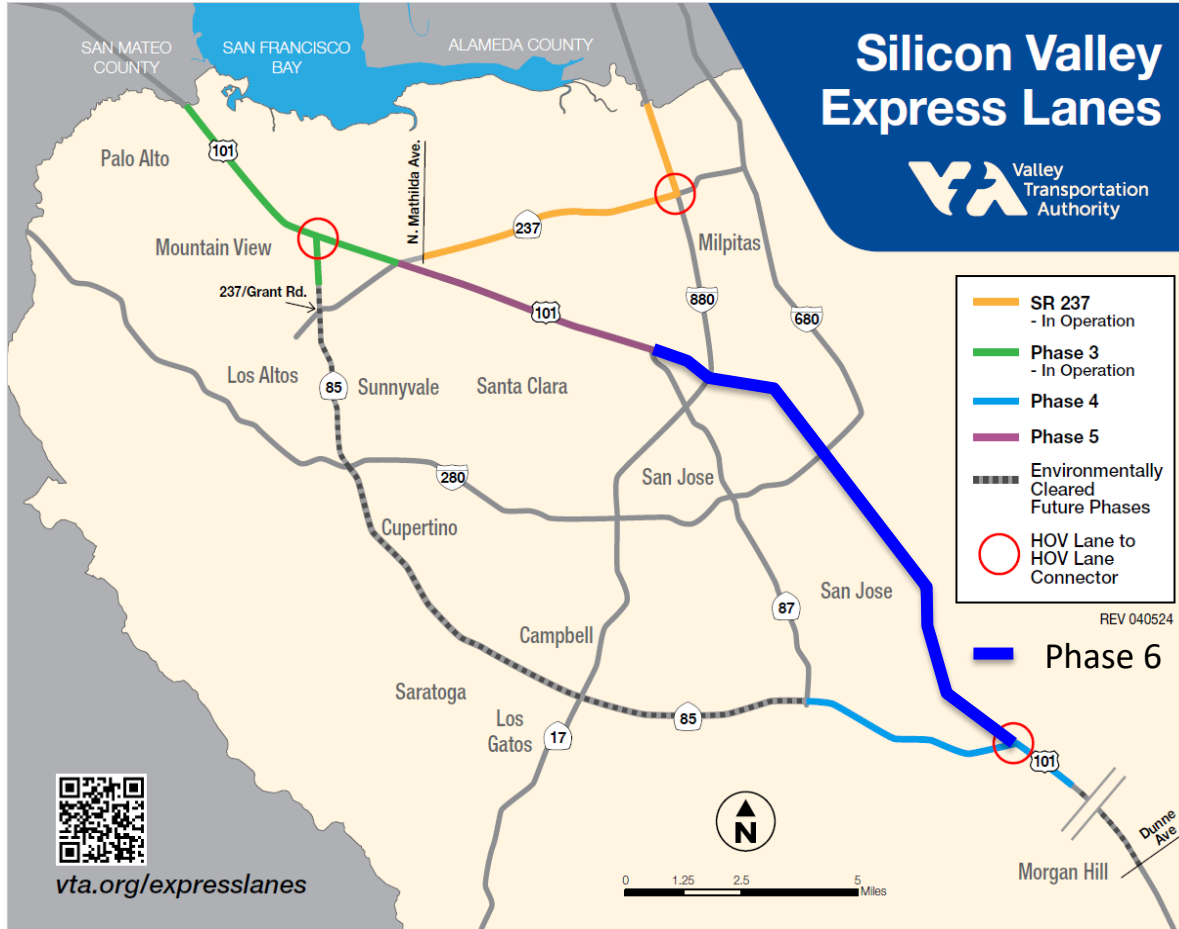 SAN MATEO
COUNTY
SAN FRANCISCO
BAY
ALAMEDA COUNTY
Silicon Valley
Express Lanes
VTA
Valley
Transportation
Authority
101
Palo Alto
N. Mathilda Ave.
237
Mountain View
Milpitas
237/Grant Rd.
880
101
680
SR 237
- In Operation
Phase 3
- In Operation
Phase 4
Phase 5
Environmentally
Cleared
Future Phases
HOV Lane to
HOV Lane
Connector
REV 040524
Phase 6
Los Altos
85
Sunnyvale
Santa Clara
280
San Jose
Cupertino
87
San Jose
Campbell
Saratoga
85
Los
Gatos
17
101
N
Dunne
Ave
Morgan Hill
0 1.25 2.5 5
Miles
vta.org/expresslanes